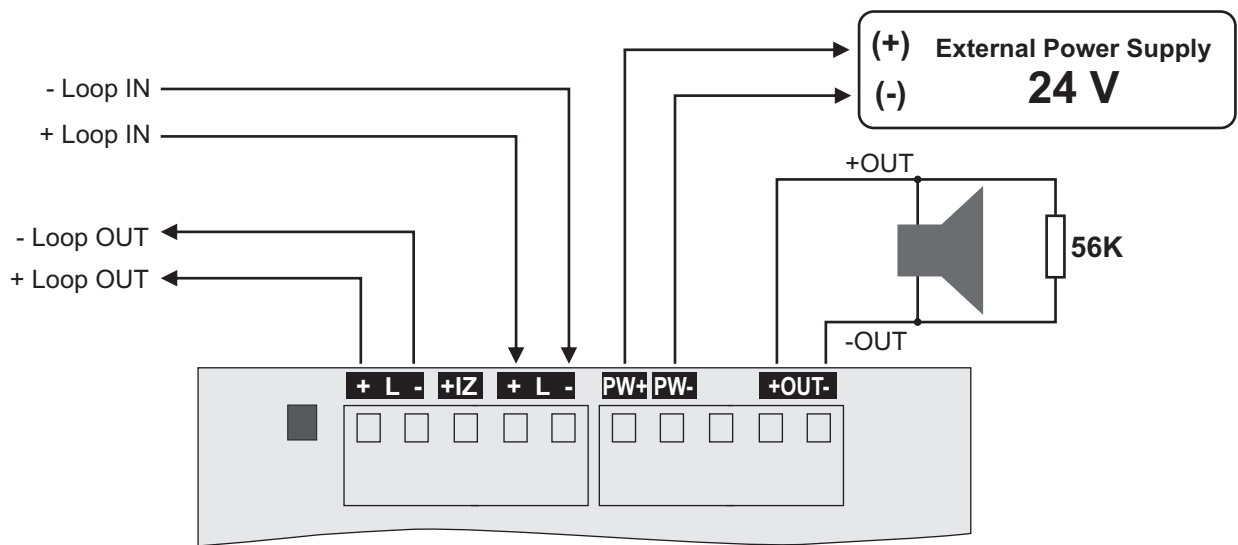 (+) External Power Supply
(-) 24 V
- Loop IN
+ Loop IN
+OUT
- Loop OUT
+ Loop OUT
56K
-OUT
+ L - +IZ + L - PW+ PW- +OUT-